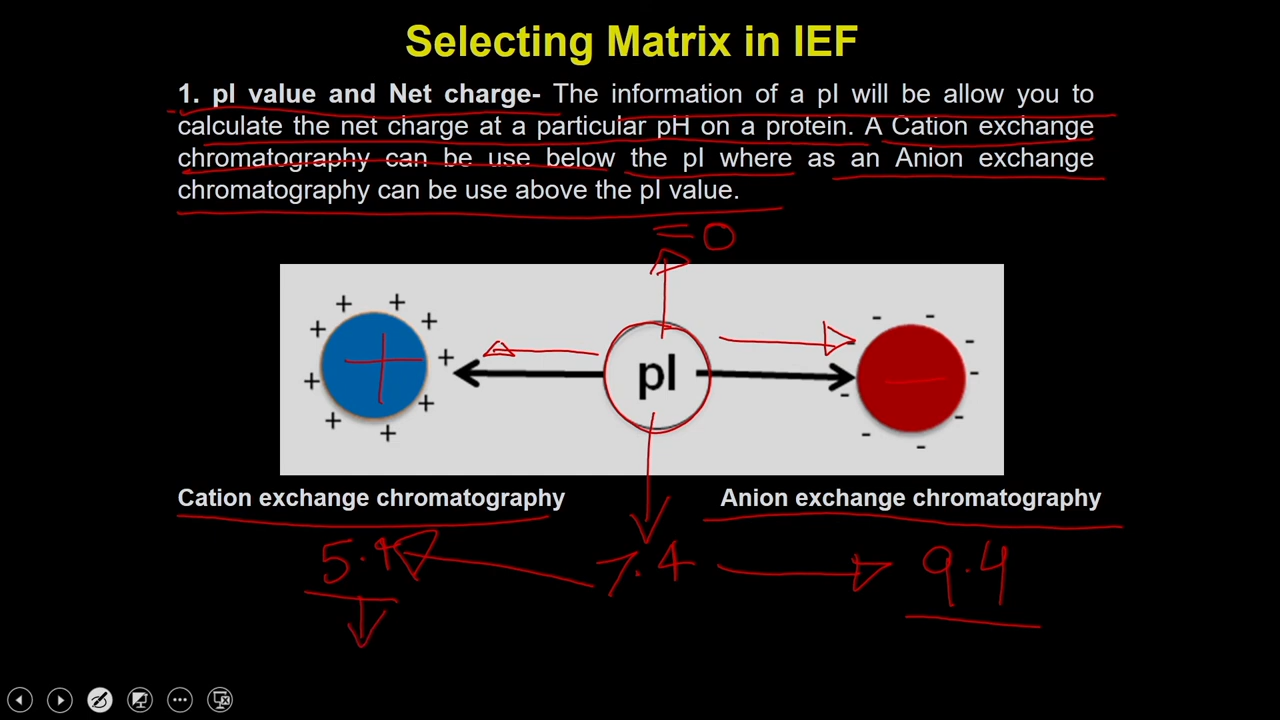 Selecting Matrix in IEF
1. pI value and Net charge- The information of a pI will be allow you to
calculate the net charge at a particular pH on a protein. A Cation exchange
chromatography can be use below the pI where as an Anion exchange
chromatography can be use above the pI value.
=0
+ + + + + + + + + +
pI
- - - - - - - - -
Cation exchange chromatography
Anion exchange chromatography
5.4
7.4
9.4